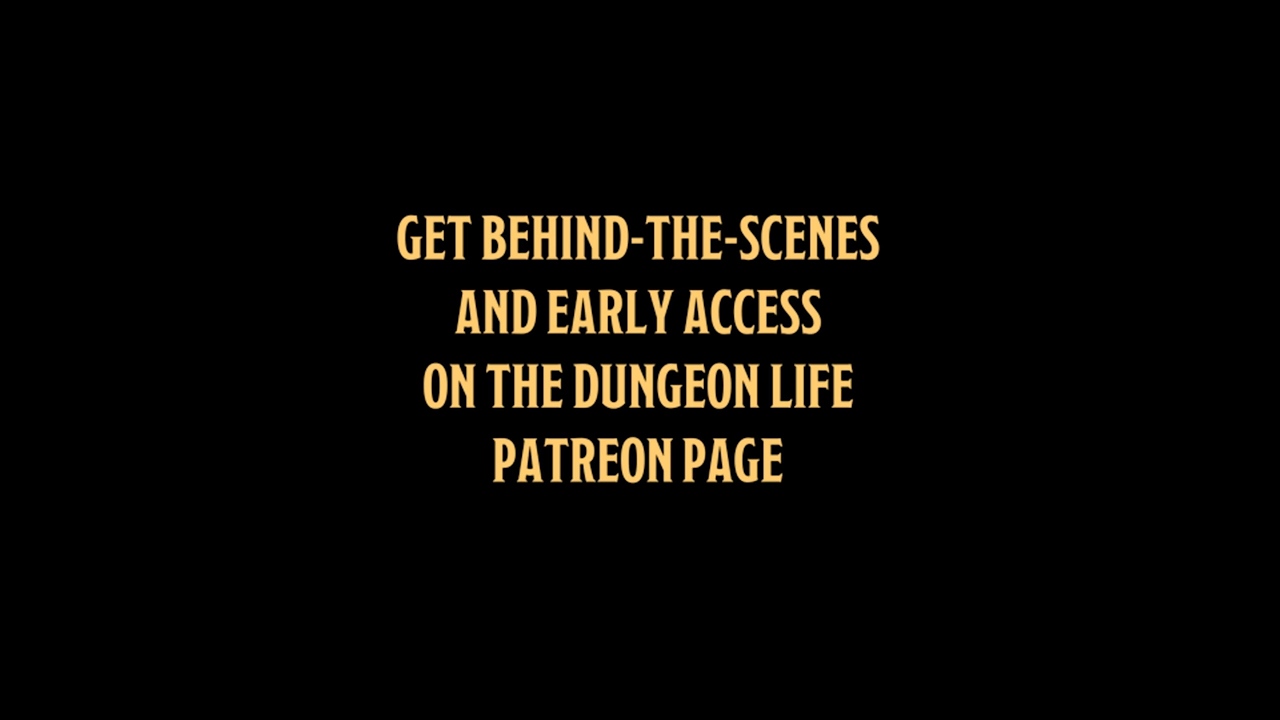 GET BEHIND-THE-SCENES
AND EARLY ACCESS
ON THE DUNGEON LIFE
PATREON PAGE